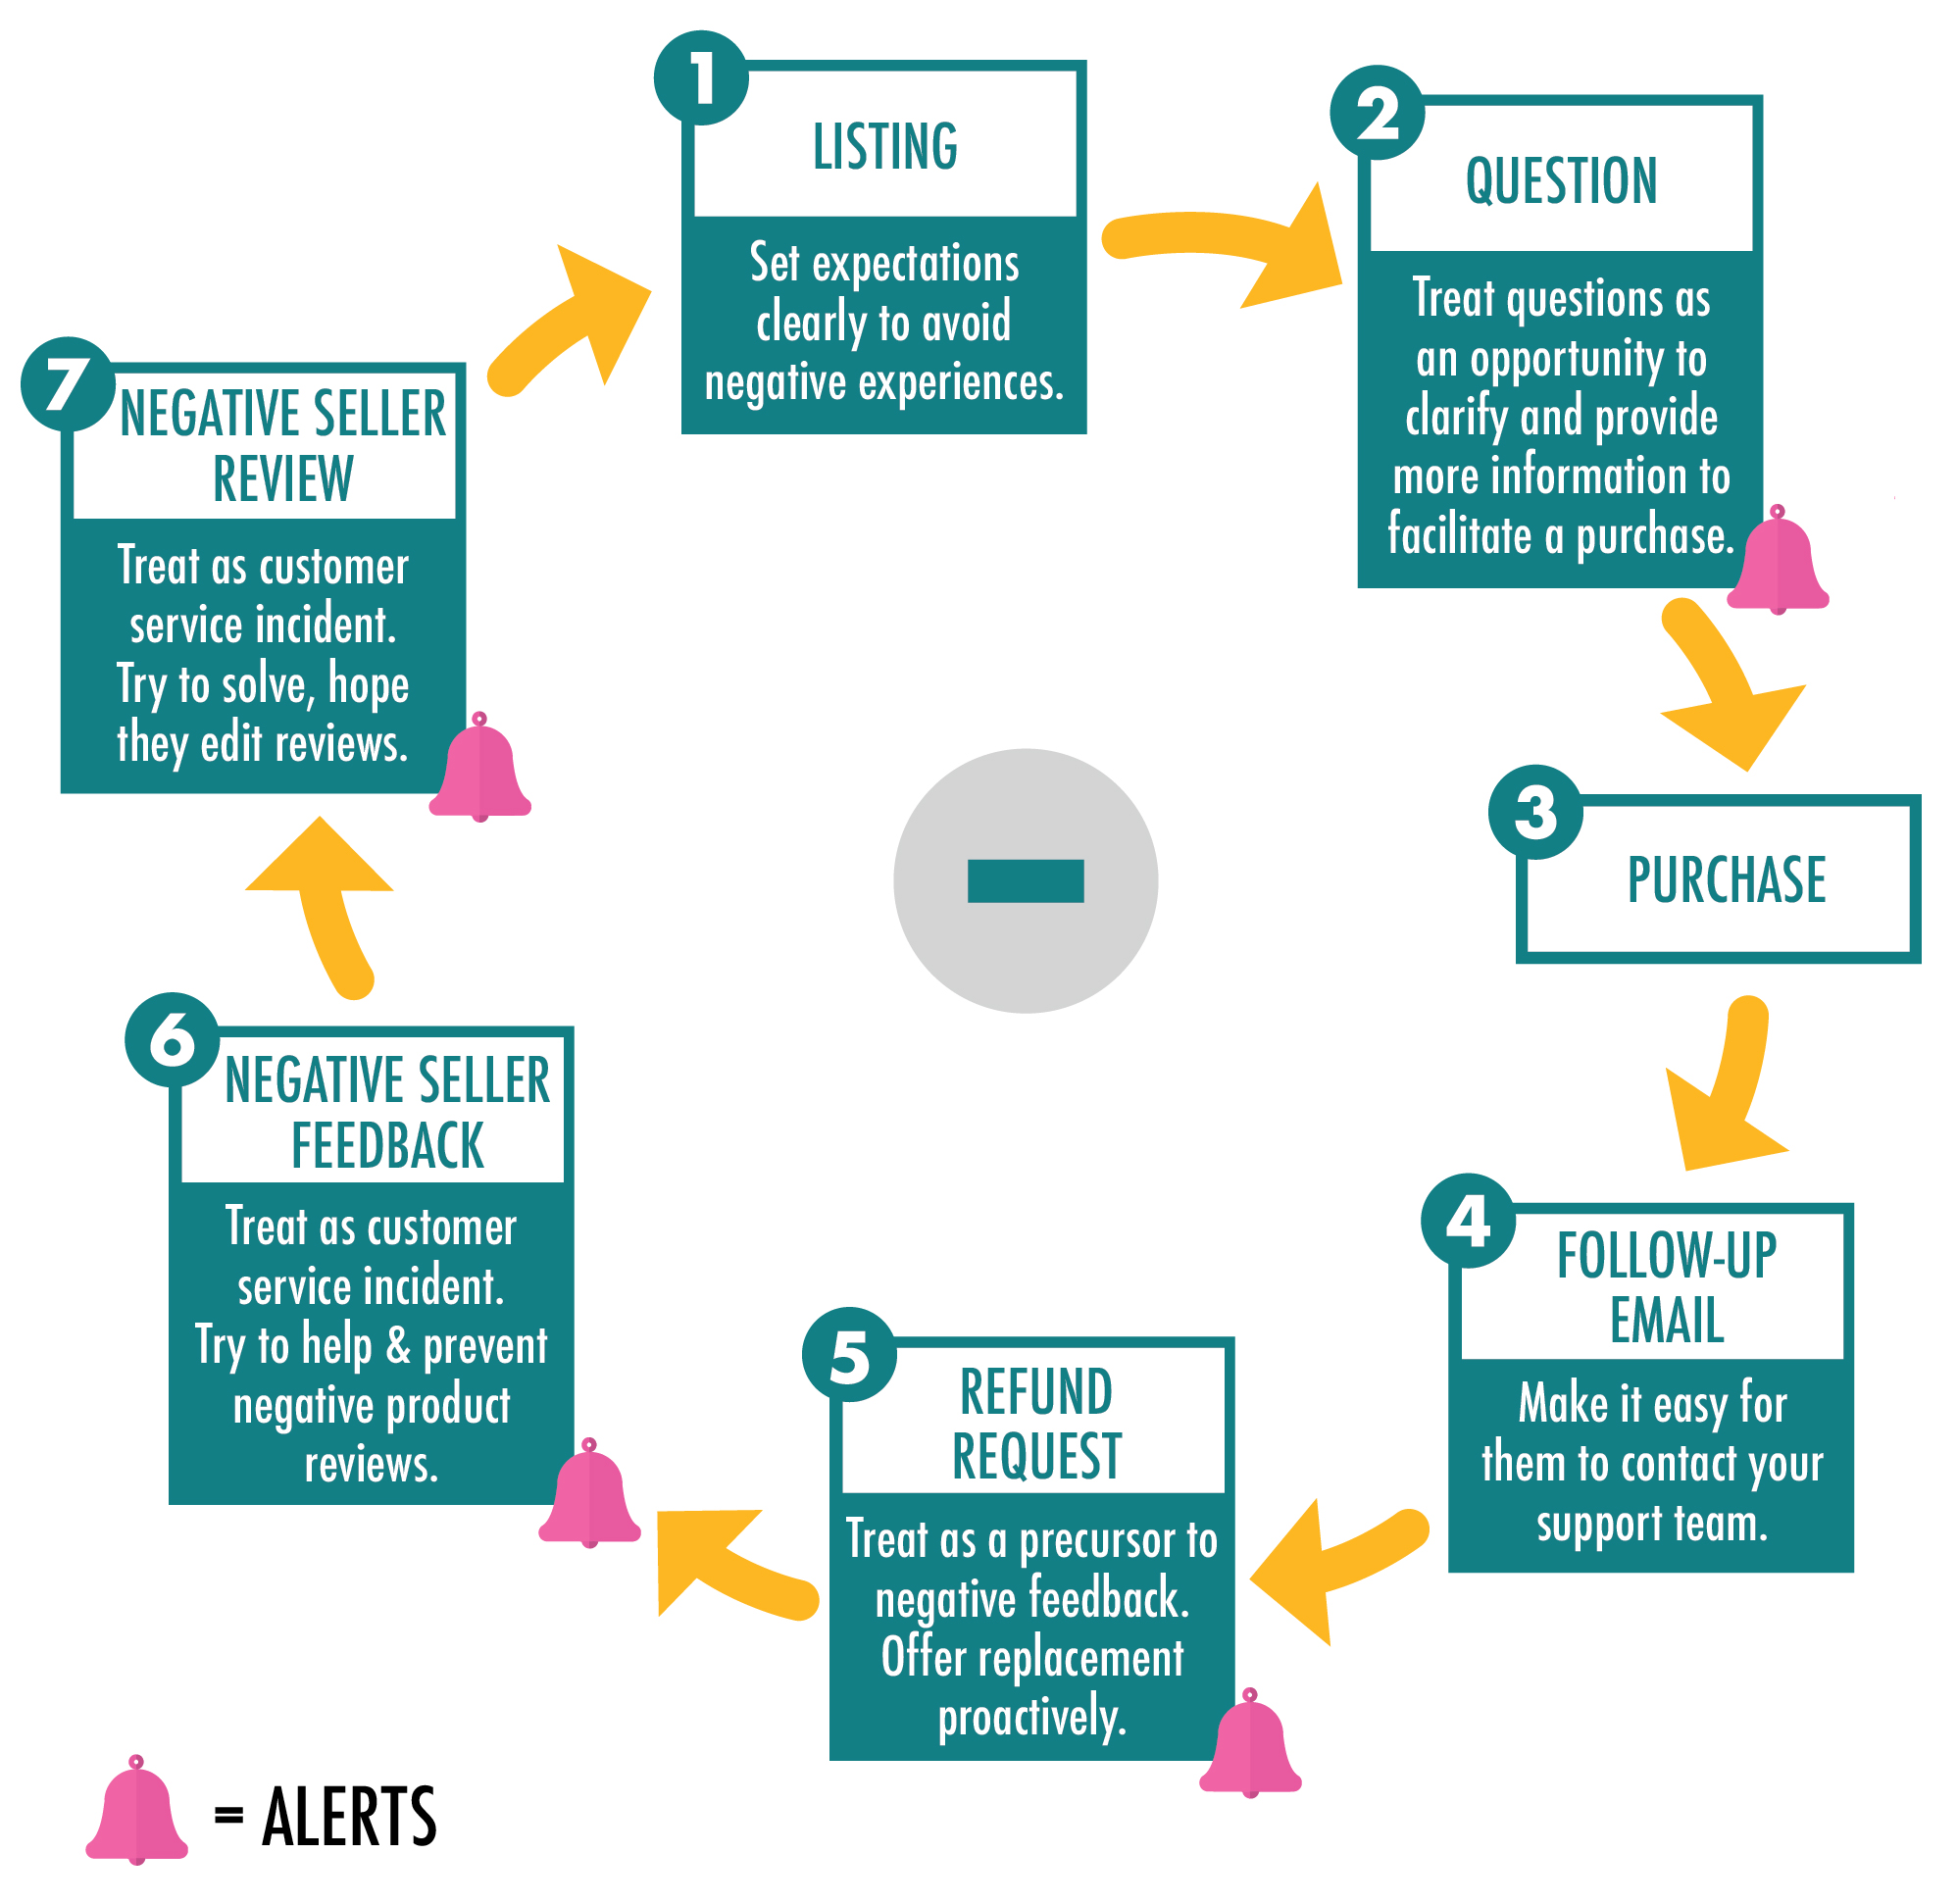 1
LISTING
Set expectations
clearly to avoid
negative experiences.
2
QUESTION
Treat questions as
an opportunity to
clarify and provide
more information to
facilitate a purchase.
3
PURCHASE
4
FOLLOW-UP
EMAIL
Make it easy for
them to contact your
support team.
5
REFUND
REQUEST
Treat as a precursor to
negative feedback.
Offer replacement
proactively.
6
NEGATIVE SELLER
FEEDBACK
Treat as customer
service incident.
Try to help & prevent
negative product
reviews.
7
NEGATIVE SELLER
REVIEW
Treat as customer
service incident.
Try to solve, hope
they edit reviews.
= ALERTS